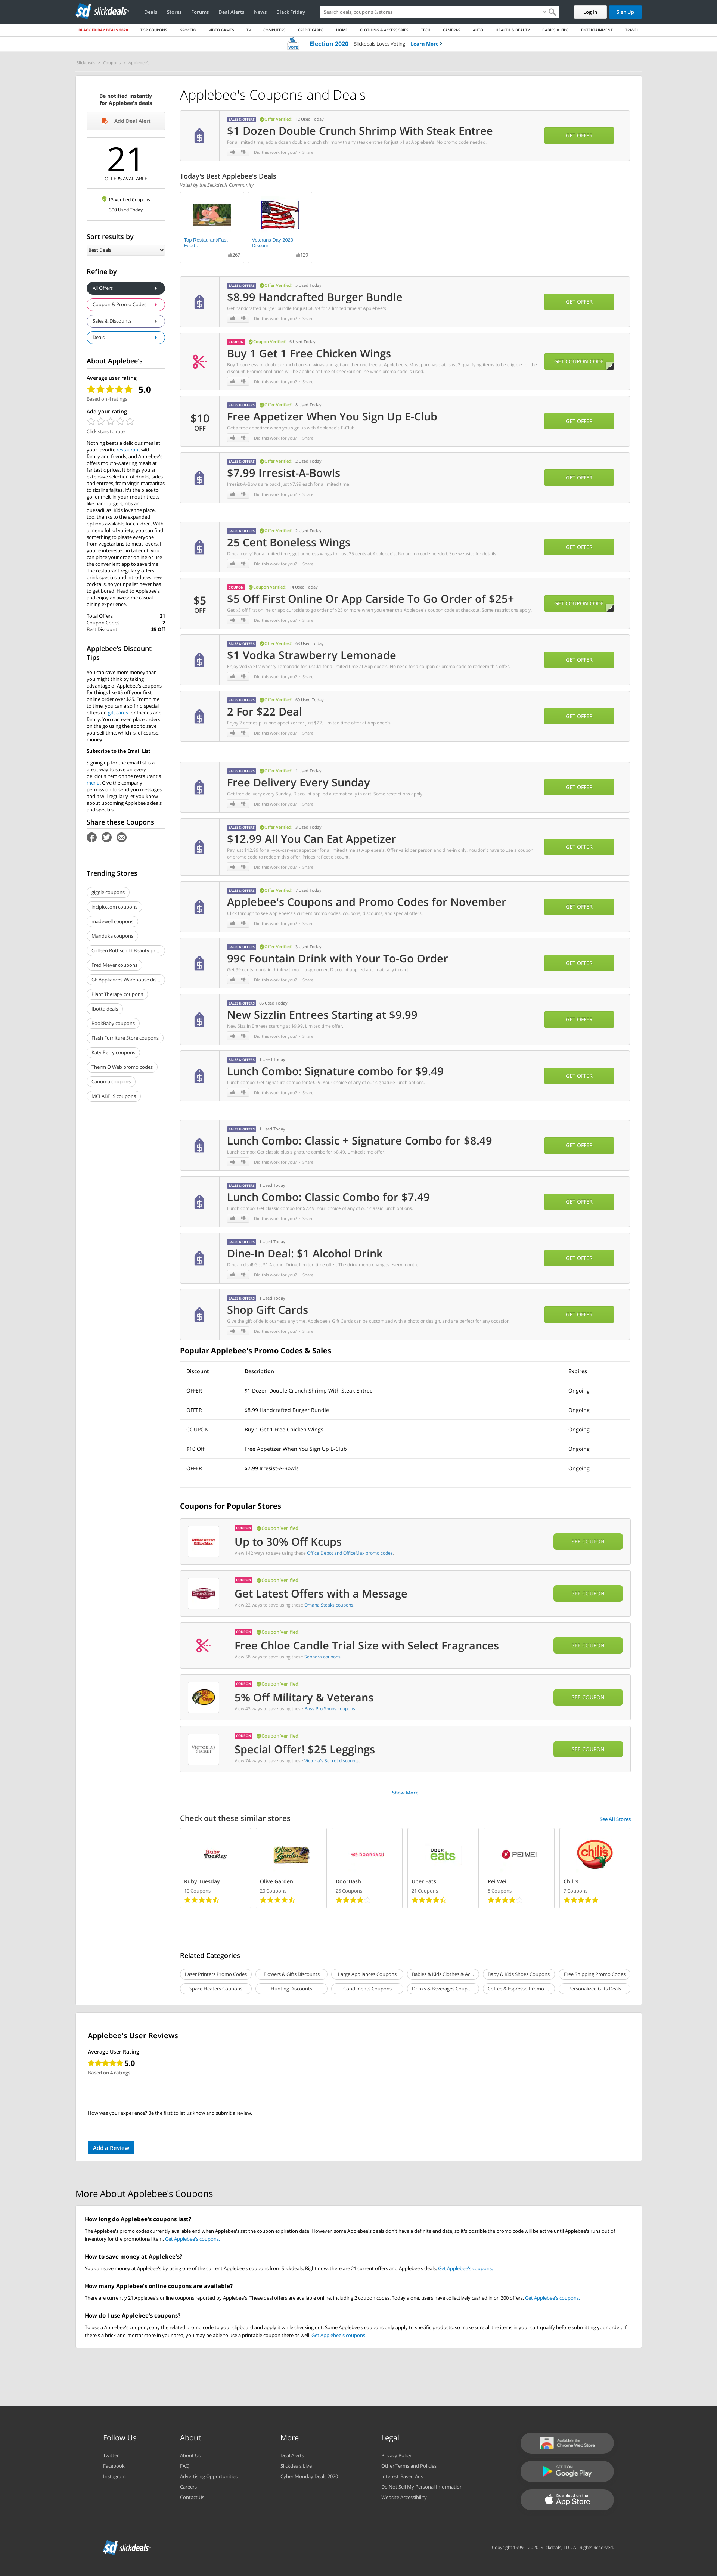 slickdeals
Deals Stores Forums Deal Alerts News Black Friday
Search deals, coupons & stores
Log In Sign Up
BLACK FRIDAY DEALS 2020 TOP COUPONS GROCERY VIDEO GAMES TV COMPUTERS CREDIT CARDS HOME CLOTHING & ACCESSORIES TECH CAMERAS AUTO HEALTH & BEAUTY BABIES & KIDS ENTERTAINMENT TRAVEL
VOTE Election 2020 Slickdeals Loves Voting Learn More
Slickdeals > Coupons > Applebee's
Be notified instantly
for Applebee's deals
Add Deal Alert
21
OFFERS AVAILABLE
13 Verified Coupons
300 Used Today
Sort results by
Best Deals
Refine by
All Offers
Coupon & Promo Codes
Sales & Discounts
Deals
About Applebee's
Average user rating
5.0
Based on 4 ratings
Add your rating
Click stars to rate
Nothing beats a delicious meal at
your favorite restaurant with
family and friends, and Applebee's
offers mouth-watering meals at
fantastic prices. It brings you an
extensive selection of drinks, sides
and entrees, from virgin margaritas
to sizzling fajitas. It's the place to
go for melt-in-your-mouth treats
like hamburgers, ribs and
quesadillas. Kids love the place,
too, thanks to the expanded
options available for children. With
a menu full of variety, you can find
something to please everyone
from vegetarians to meat lovers. If
you're interested in takeout, you
can place your order online or use
the convenient app to save time.
The restaurant regularly offers
drink specials and introduces new
cocktails, so your pallet never has
to get bored. Head to Applebee's
and enjoy an awesome casual
dining experience.
Total Offers 21
Coupon Codes 2
Best Discount $5 Off
Applebee's Discount
Tips
You can save more money than
you might think by taking
advantage of Applebee's coupons
for things like $5 off your first
online order over $25. From time
to time, you can also find special
offers on gift cards for friends and
family. You can even place orders
on the go using the app to save
yourself time, which is, of course,
money.
Subscribe to the Email List
Signing up for the email list is a
great way to save on every
delicious item on the restaurant's
menu. Give the company
permission to send you messages,
and it will regularly let you know
about upcoming Applebee's deals
and specials.
Share these Coupons
Trending Stores
giggle coupons
incipio.com coupons
madewell coupons
Manduka coupons
Colleen Rothschild Beauty pr...
Fred Meyer coupons
GE Appliances Warehouse dis...
Plant Therapy coupons
Ibotta deals
BookBaby coupons
Flash Furniture Store coupons
Katy Perry coupons
Therm O Web promo codes
Caruma coupons
MCLABELS coupons
Applebee's Coupons and Deals
SALES & OFFERS Offer Verified! 12 Used Today
$1 Dozen Double Crunch Shrimp With Steak Entree
For a limited time, add a dozen double crunch shrimp with any steak entree for just $1 at Applebee's. No promo code needed.
Did this work for you? Share
GET OFFER
Today's Best Applebee's Deals
Voted by the Slickdeals Community
Top Restaurant/Fast
Food...
267
Veterans Day 2020
Discount
129
SALES & OFFERS Offer Verified! 5 Used Today
$8.99 Handcrafted Burger Bundle
Get handcrafted burger bundle for just $8.99 for a limited time at Applebee's.
Did this work for you? Share
GET OFFER
COUPON Coupon Verified! 6 Used Today
Buy 1 Get 1 Free Chicken Wings
Buy 1 boneless or double crunch bone-in wings and get another one free at Applebee's. Must purchase at least 2 qualifying items to be eligible for the
discount. Promotional price will be applied at time of checkout online when promo code online is used.
Did this work for you? Share
GET COUPON CODE
$10
OFF
SALES & OFFERS Offer Verified! 8 Used Today
Free Appetizer When You Sign Up E-Club
Get a free appetizer when you sign up with Applebee's E-Club.
Did this work for you? Share
GET OFFER
SALES & OFFERS Offer Verified! 2 Used Today
$7.99 Irresist-A-Bowls
Irresist-A-Bowls are back! Just $7.99 each for a limited time.
Did this work for you? Share
GET OFFER
SALES & OFFERS Offer Verified! 2 Used Today
25 Cent Boneless Wings
Dine in only! For a limited time, get boneless wings for just 25 cents at Applebee's. No promo code needed. See website for details.
Did this work for you? Share
GET OFFER
$5
OFF
COUPON Coupon Verified! 14 Used Today
$5 Off First Online Or App Carside To Go Order of $25+
Get $5 off first online or app curbside to go order of $25 or more when you enter this Applebee's coupon code at checkout. Some restrictions apply.
Did this work for you? Share
GET COUPON CODE
SALES & OFFERS Offer Verified! 68 Used Today
$1 Vodka Strawberry Lemonade
Enjoy Vodka Strawberry Lemonade for just $1 for a limited time at Applebee's. No need for a coupon or promo code to redeem this offer.
Did this work for you? Share
GET OFFER
SALES & OFFERS Offer Verified! 69 Used Today
2 For $22 Deal
Enjoy 2 entrees plus one appetizer for just $22. Limited time offer at Applebee's.
Did this work for you? Share
GET OFFER
SALES & OFFERS Offer Verified! 1 Used Today
Free Delivery Every Sunday
Get free delivery every Sunday. Discount applied automatically in cart. Some restrictions apply.
Did this work for you? Share
GET OFFER
SALES & OFFERS Offer Verified! 3 Used Today
$12.99 All You Can Eat Appetizer
Pay just $12.99 for all-you-can-eat appetizer for a limited time at Applebee's. Offer valid per person and dine in only. You don't have to use a coupon
or promo code to redeem this offer. Prices reflect discount.
Did this work for you? Share
GET OFFER
SALES & OFFERS Offer Verified! 7 Used Today
Applebee's Coupons and Promo Codes for November
Click through to see Applebee's's current promo codes, coupons, discounts, and special offers.
Did this work for you? Share
GET OFFER
SALES & OFFERS Offer Verified! 3 Used Today
99¢ Fountain Drink with Your To-Go Order
Get 99 cents fountain drink with your to-go order. Discount applied automatically in cart.
Did this work for you? Share
GET OFFER
SALES & OFFERS 66 Used Today
New Sizzlin Entrees Starting at $9.99
New Sizzlin Entrees starting at $9.99. Limited time offer.
Did this work for you? Share
GET OFFER
SALES & OFFERS 1 Used Today
Lunch Combo: Signature combo for $9.49
Lunch combo: Get signature combo for $9.29. Your choice of any of our signature lunch options.
Did this work for you? Share
GET OFFER
SALES & OFFERS 1 Used Today
Lunch Combo: Classic + Signature Combo for $8.49
Lunch combo: Get classic plus signature combo for $8.49. Limited time offer!
Did this work for you? Share
GET OFFER
SALES & OFFERS 1 Used Today
Lunch Combo: Classic Combo for $7.49
Lunch combo: Get classic combo for $7.49. Your choice of any of our classic lunch options.
Did this work for you? Share
GET OFFER
SALES & OFFERS 1 Used Today
Dine-In Deal: $1 Alcohol Drink
Dine in deal! Get $1 Alcohol Drink. Limited time offer. The drink menu changes every month.
Did this work for you? Share
GET OFFER
SALES & OFFERS 1 Used Today
Shop Gift Cards
Give the gift of deliciousness any time. Applebee's Gift Cards can be customized with a photo or design, and are perfect for any occasion.
Did this work for you? Share
GET OFFER
Popular Applebee's Promo Codes & Sales
Discount Description Expires
OFFER $1 Dozen Double Crunch Shrimp With Steak Entree Ongoing
OFFER $8.99 Handcrafted Burger Bundle Ongoing
COUPON Buy 1 Get 1 Free Chicken Wings Ongoing
$10 Off Free Appetizer When You Sign Up E-Club Ongoing
OFFER $7.99 Irresist-A-Bowls Ongoing
Coupons for Popular Stores
Office DEPOT
OfficeMax
COUPON Coupon Verified!
Up to 30% Off Kcups
View 142 ways to save using these Office Depot and OfficeMax promo codes.
SEE COUPON
COUPON Coupon Verified!
Get Latest Offers with a Message
View 22 ways to save using these Omaha Steaks coupons.
SEE COUPON
COUPON Coupon Verified!
Free Chloe Candle Trial Size with Select Fragrances
View 58 ways to save using these Sephora coupons.
SEE COUPON
Bass Pro Shops
COUPON Coupon Verified!
5% Off Military & Veterans
View 43 ways to save using these Bass Pro Shops coupons.
SEE COUPON
VICTORIA'S
SECRET
COUPON Coupon Verified!
Special Offer! $25 Leggings
View 74 ways to save using these Victoria's Secret discounts.
SEE COUPON
Show More
Check out these similar stores See All Stores
Ruby
Tuesday
Olive Garden
DOORDASH
UBER
eats
PEI WEI
chili's
Ruby Tuesday Olive Garden DoorDash Uber Eats Pei Wei Chili's
10 Coupons 20 Coupons 25 Coupons 21 Coupons 8 Coupons 7 Coupons
Related Categories
Laser Printers Promo Codes Flowers & Gifts Discounts Large Appliances Coupons Babies & Kids Clothes & Ac... Baby & Kids Shoes Coupons Free Shipping Promo Codes
Space Heaters Coupons Hunting Discounts Condiments Coupons Drinks & Beverages Coup... Coffee & Espresso Promo ... Personalized Gifts Deals
Applebee's User Reviews
Average User Rating
5.0
Based on 4 ratings
How was your experience? Be the first to let us know and submit a review.
Add a Review
More About Applebee's Coupons
How long do Applebee's coupons last?
The Applebee's promo codes currently available end when Applebee's set the coupon expiration date. However, some Applebee's deals don't have a definite end date, so it's possible the promo code will be active until Applebee's runs out of
inventory for the promotional item. Get Applebee's coupons.
How to save money at Applebee's?
You can save money at Applebee's by using one of the current Applebee's coupons from Slickdeals. Right now, there are 21 current offers and Applebee's deals. Get Applebee's coupons.
How many Applebee's online coupons are available?
There are currently 21 Applebee's online coupons reported by Applebee's. These deal offers are available online, including 2 coupon codes. Today alone, users have collectively cashed in on 300 offers. Get Applebee's coupons.
How do I use Applebee's coupons?
To use a Applebee's coupon, copy the related promo code to your clipboard and apply it while checking out. Some Applebee's coupons only apply to specific products, so make sure all the items in your cart qualify before submitting your order. If
there's a brick-and-mortar store in your area, you may be able to use a printable coupon there as well. Get Applebee's coupons.
Follow Us About More Legal
Twitter About Us Deal Alerts Privacy Policy
Facebook FAQ Slickdeals Live Other Terms and Policies
Instagram Advertising Opportunities Cyber Monday Deals 2020 Interest-Based Ads
Careers Do Not Sell My Personal Information
Contact Us Website Accessibility
Available in the
Chrome Web Store
GET IT ON
Google Play
Download on the
App Store
slickdeals
Copyright 1999 - 2020. Slickdeals, LLC. All Rights Reserved.